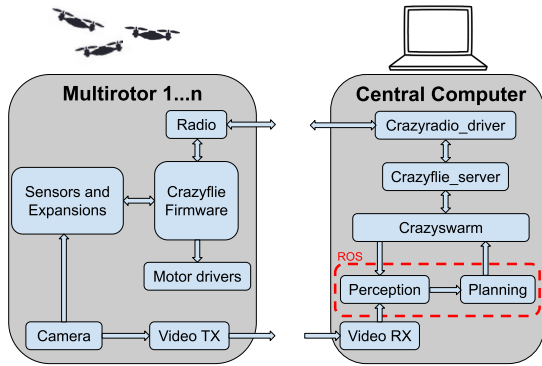 Multirotor 1...n
Radio
Sensors and
Expansions
Crazyflie
Firmware
Motor drivers
Camera
Video TX
Central Computer
Crazyradio_driver
Crazyflie_server
Crazyswarm
ROS
Perception
Planning
Video RX